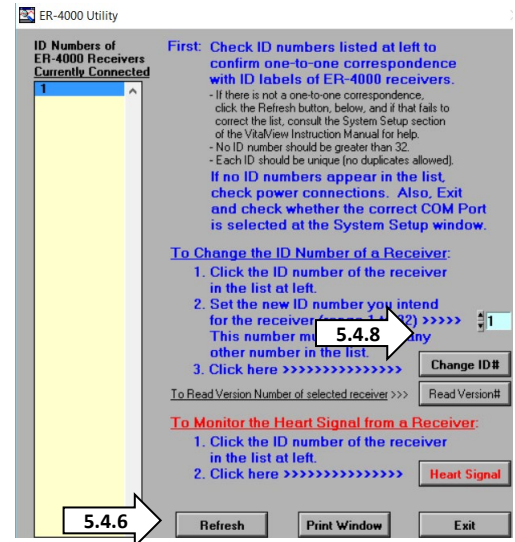 ER-4000 Utility
ID Numbers of
ER-4000 Receivers
Currently Connected
1
First: Check ID numbers listed at left to
confirm one-to-one correspondence
with ID labels of ER-4000 receivers.
- If there is not a one-to-one correspondence,
click the Refresh button, below, and if that fails to
correct the list, consult the System Setup section
of the VitalView Instruction Manual for help.
- No ID number should be greater than 32.
- Each ID should be unique (no duplicates allowed).
If no ID numbers appear in the list,
check power connections. Also, Exit
and check whether the correct COM Port
is selected at the System Setup window.
To Change the ID Number of a Receiver:
1. Click the ID number of the receiver
in the list at left.
2. Set the new ID number you intend
for the receiver 32) >>>>> 1
This number any
other number in the list.
5.4.8
3. Click here >>>>>>>>>>>>>>> Change ID#
To Read Version Number of selected receiver >>> Read Version#
To Monitor the Heart Signal from a Receiver:
1. Click the ID number of the receiver
in the list at left.
2. Click here >>>>>>>>>>>>>>> Heart Signal
5.4.6
Refresh Print Window Exit